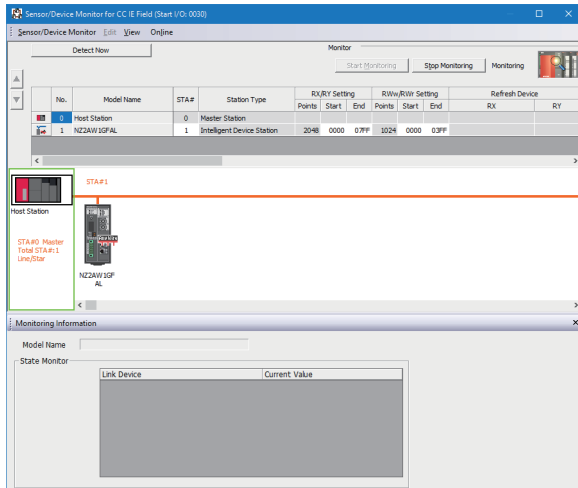 Sensor/Device Monitor for CC IE Field (Start I/O: 0030)
Sensor/Device Monitor Edit View Online
Detect Now
Monitor
Start Monitoring Stop Monitoring Monitoring
No. Model Name STA# Station Type RX/RY Setting RWw/RWr Setting Refresh Device
Points Start End Points Start End RX RY
0 Host Station 0 Master Station
1 NZ2AW1GFAL 1 Intelligent Device Station 2048 0000 07FF 1024 0000 03FF
STA#1
Host Station
STA#0 Master
Total STA#:1
Line/Star
NZ2AW1GF
AL
Monitoring Information
Model Name
State Monitor
Link Device Current Value